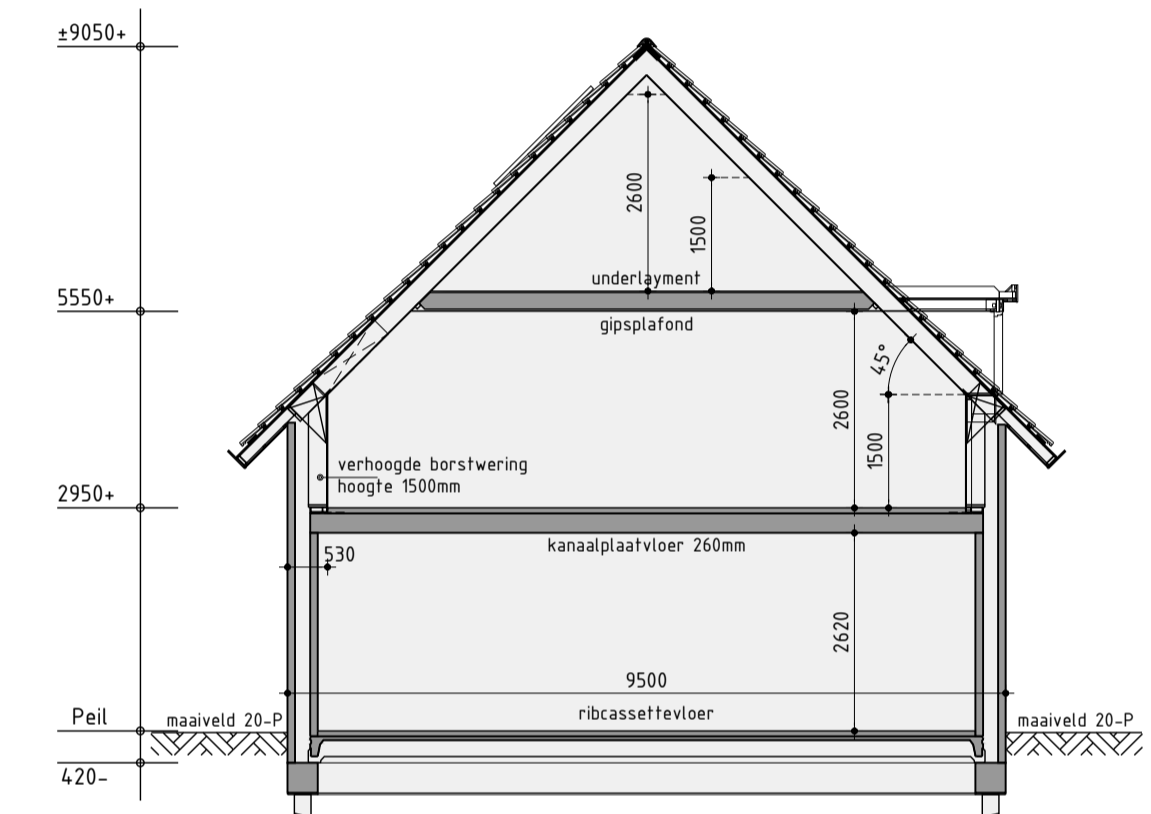 ±9050+
2600
1500
underlayment
5550+
gipsplafond
45°
2600
1500
verhoogde borstwering
hoogte 1500mm
2950+
kanaalplaatvloer 260mm
530
2620
9500
Peil
maaiveld 20-P
ribcassettevloer
maaiveld 20-P
420-